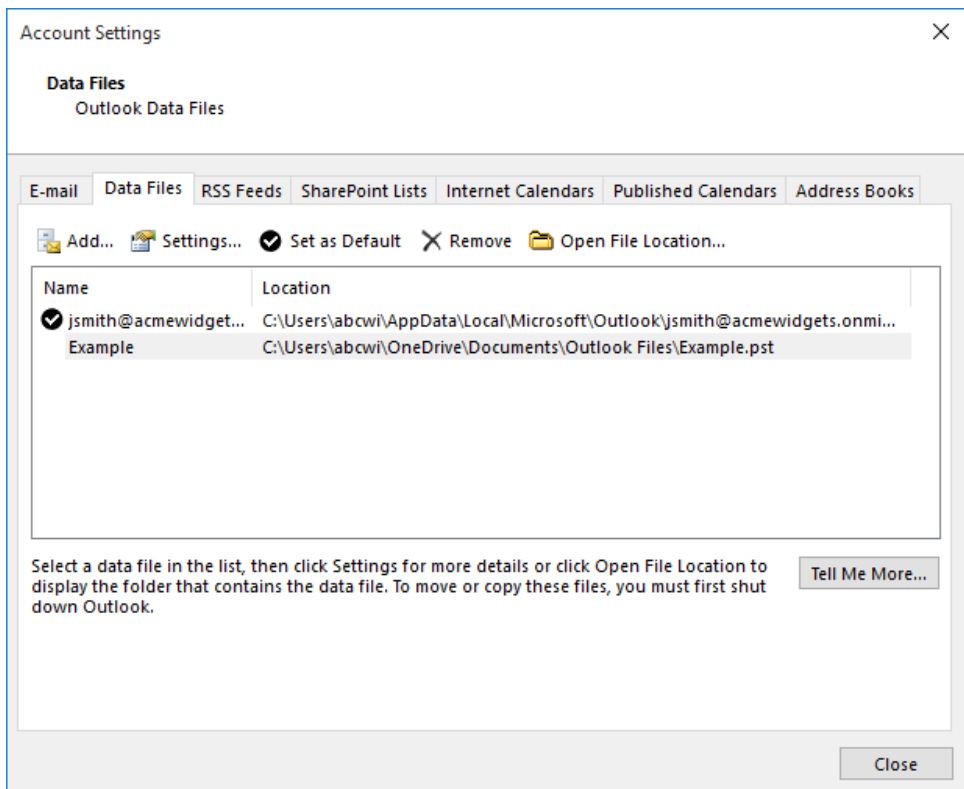 Account Settings
Data Files
Outlook Data Files
E-mail Data Files RSS Feeds SharePoint Lists Internet Calendars Published Calendars Address Books
Add... Settings... Set as Default Remove Open File Location...
Name Location
jsmith@acmewidget... C:\Users\abcwi\AppData\Local\Microsoft\Outlook\jsmith@acmewidgets.onmi...
Example C:\Users\abcwi\OneDrive\Documents\Outlook Files\Example.pst
Select a data file in the list, then click Settings for more details or click Open File Location to
display the folder that contains the data file. To move or copy these files, you must first shut
down Outlook.
Tell Me More...
Close